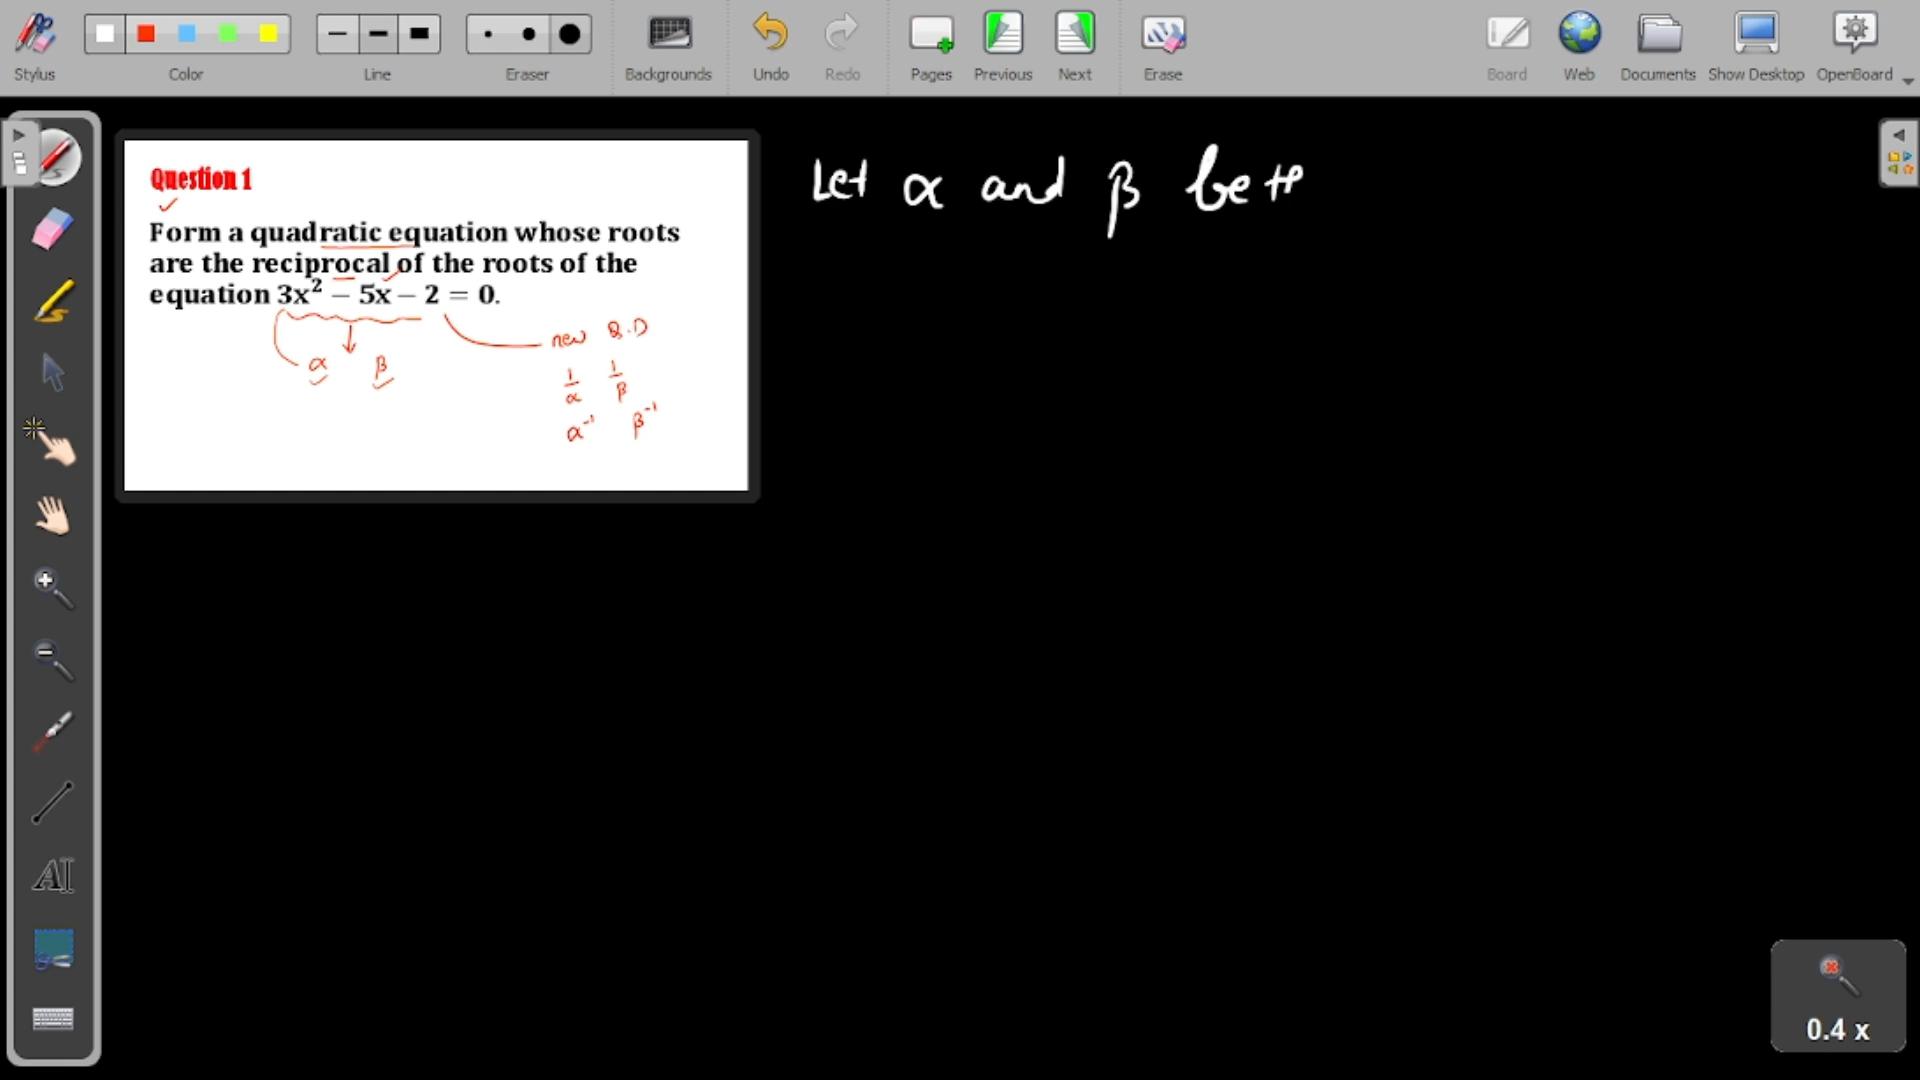 Stylus
Color
Line
Eraser
Backgrounds
Undo
Redo
Pages
Previous
Next
Erase
Board
Web
Documents
Show Desktop
OpenBoard
Question 1
Form a quadratic equation whose roots
are the reciprocal of the roots of the
equation 3x² − 5x − 2 = 0.
new Q.D
α β
1/α 1/β
α⁻¹ β⁻¹
Let α and β be
AI
0.4 x